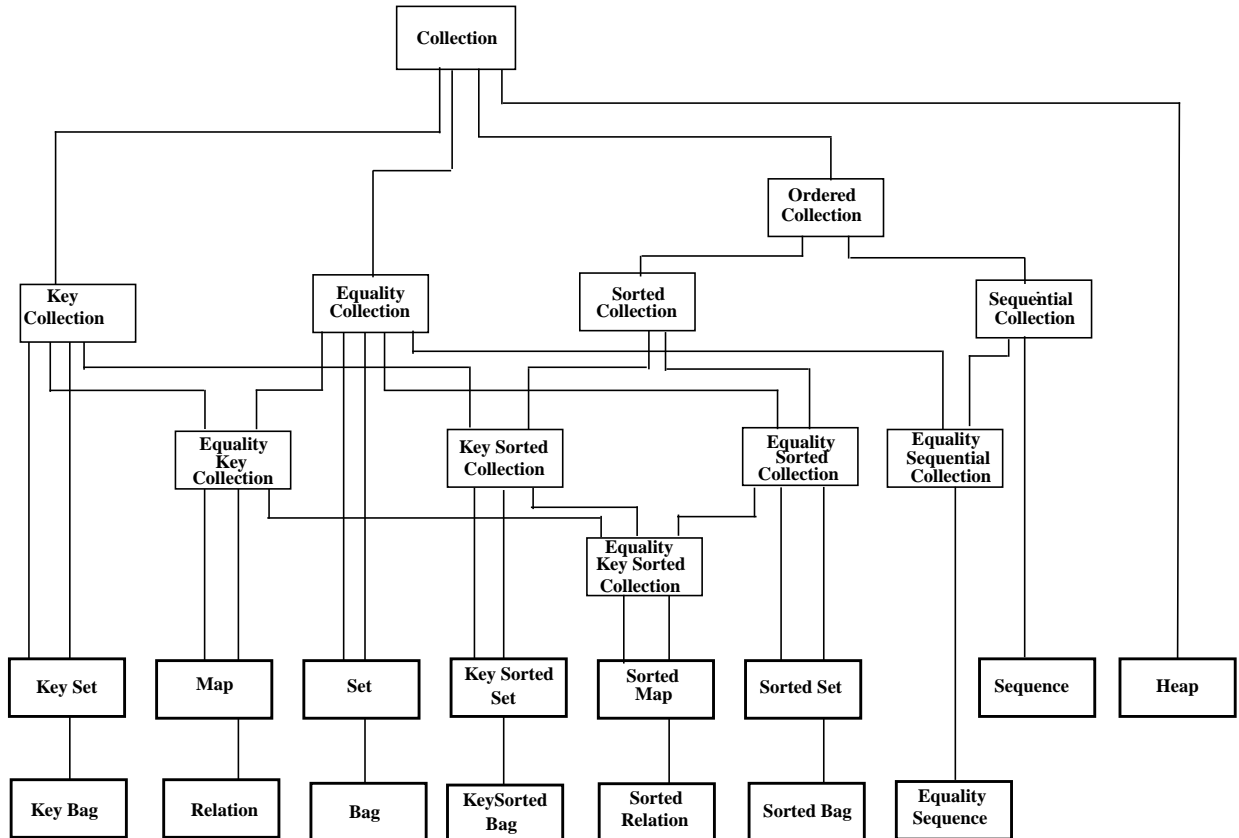 Collection
Ordered
Collection
Key
Collection
Equality
Collection
Sorted
Collection
Sequential
Collection
Equality
Key
Collection
Key Sorted
Collection
Equality
Sorted
Collection
Equality
Sequential
Collection
Equality
Key Sorted
Collection
Key Set
Map
Set
Key Sorted
Set
Sorted
Map
Sorted Set
Sequence
Heap
Key Bag
Relation
Bag
KeySorted
Bag
Sorted
Relation
Sorted Bag
Equality
Sequence